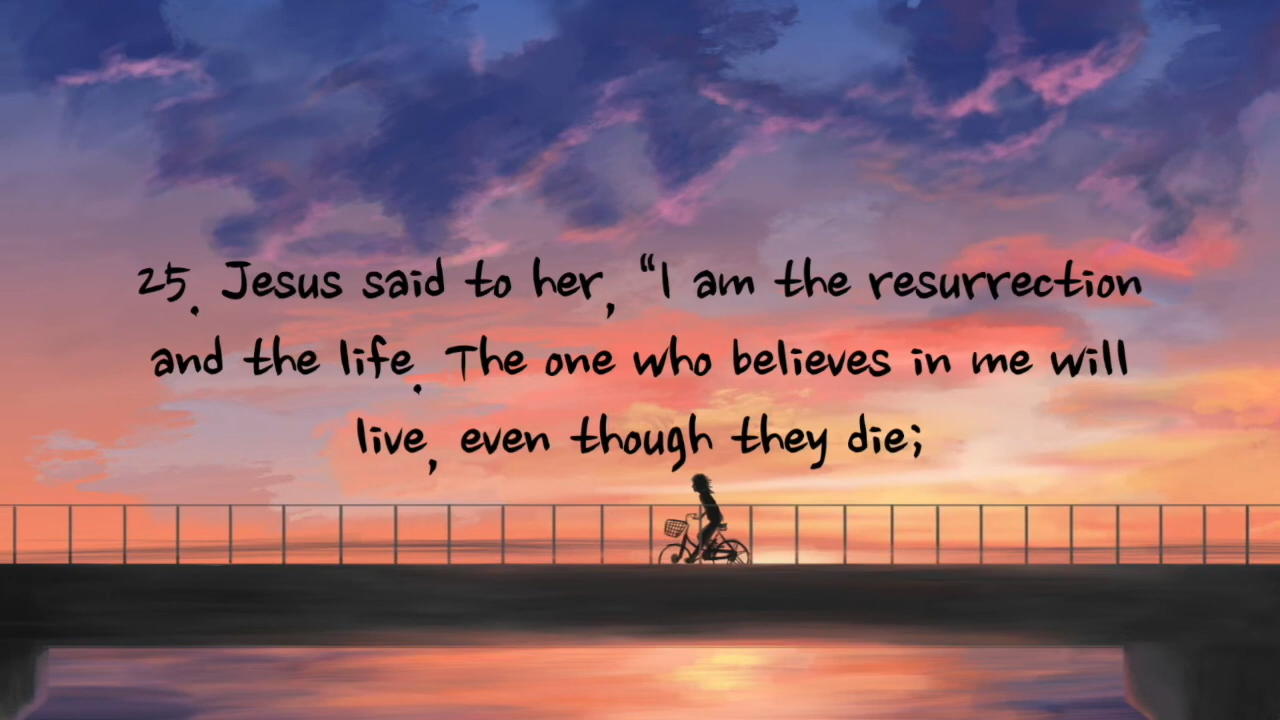 25. Jesus said to her, “I am the resurrection
and the life. The one who believes in me will
live, even though they die;